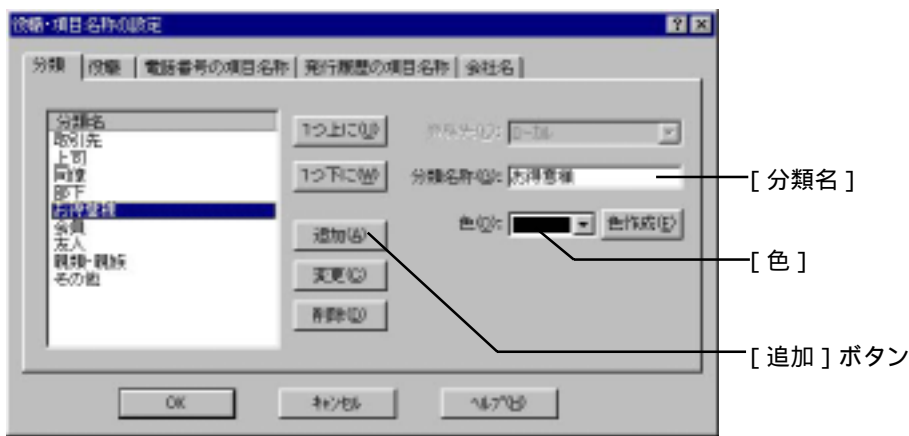 役職・項目名称の設定
分類 役職 電話番号の項目名称 発行履歴の項目名称 会社名
分類名
取引先
上司
同僚
部下
お得意様
会員
友人
親類・親族
その他
1つ上に(U)
1つ下に(W)
追加(A)
変更(C)
削除(D)
ローカル
分類名称(G): お得意様
色(O): 色作成(E)
[ 分類名 ]
[ 色 ]
[ 追加 ] ボタン
OK キャンセル ヘルプ(H)